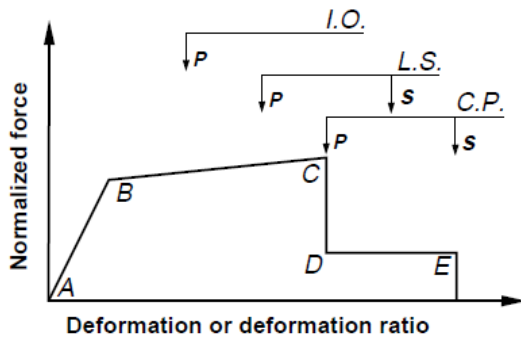 I.O.
P
L.S.
P
S
C.P.
P
S
C
B
D
E
A
Normalized force
Deformation or deformation ratio